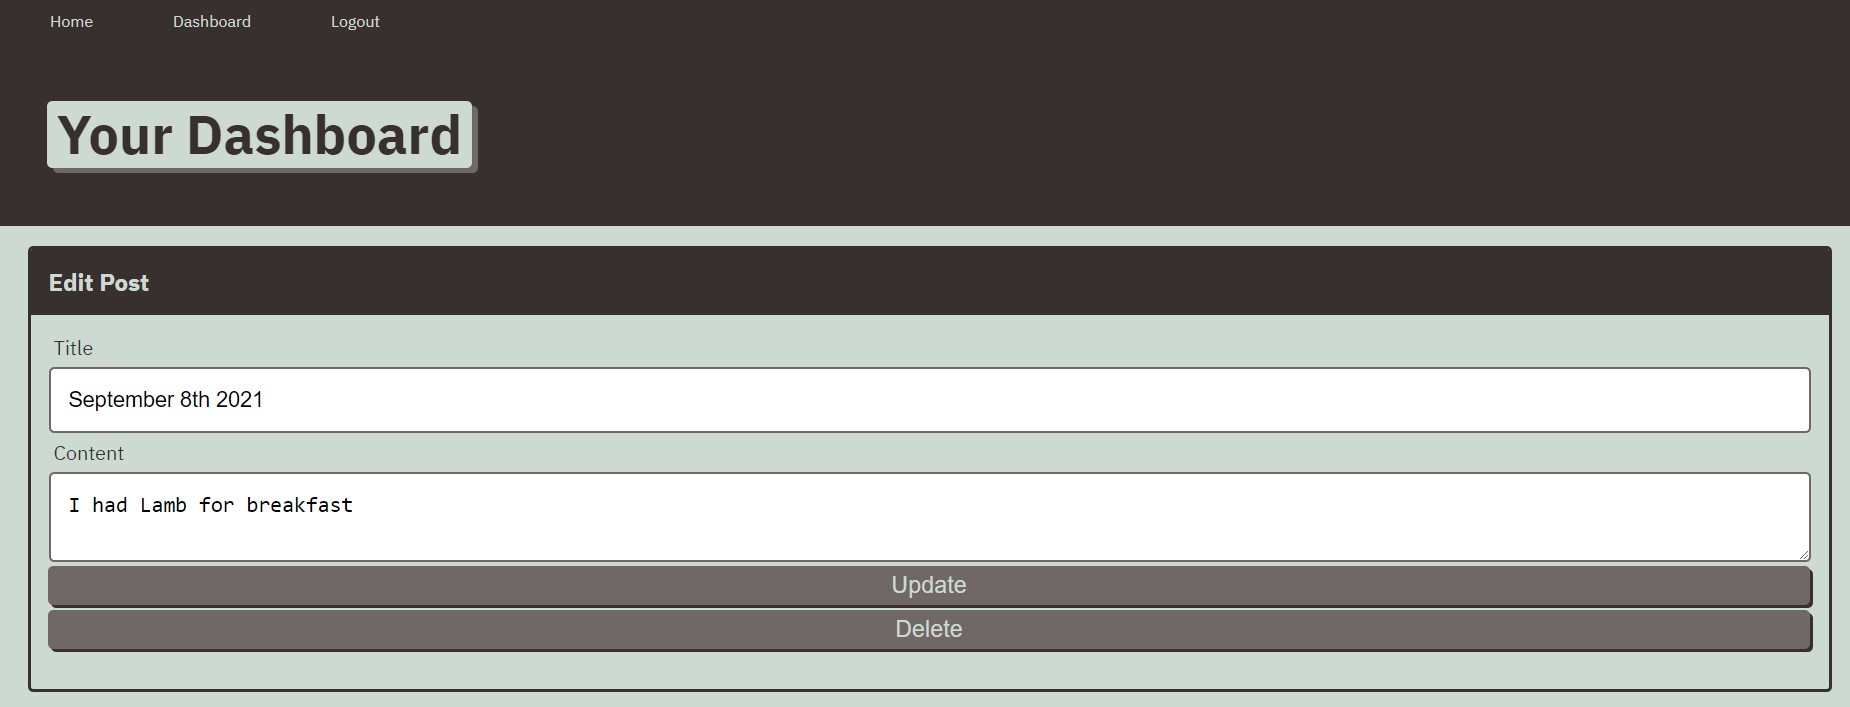 Home Dashboard Logout
Your Dashboard
Edit Post
Title
September 8th 2021
Content
I had Lamb for breakfast
Update
Delete